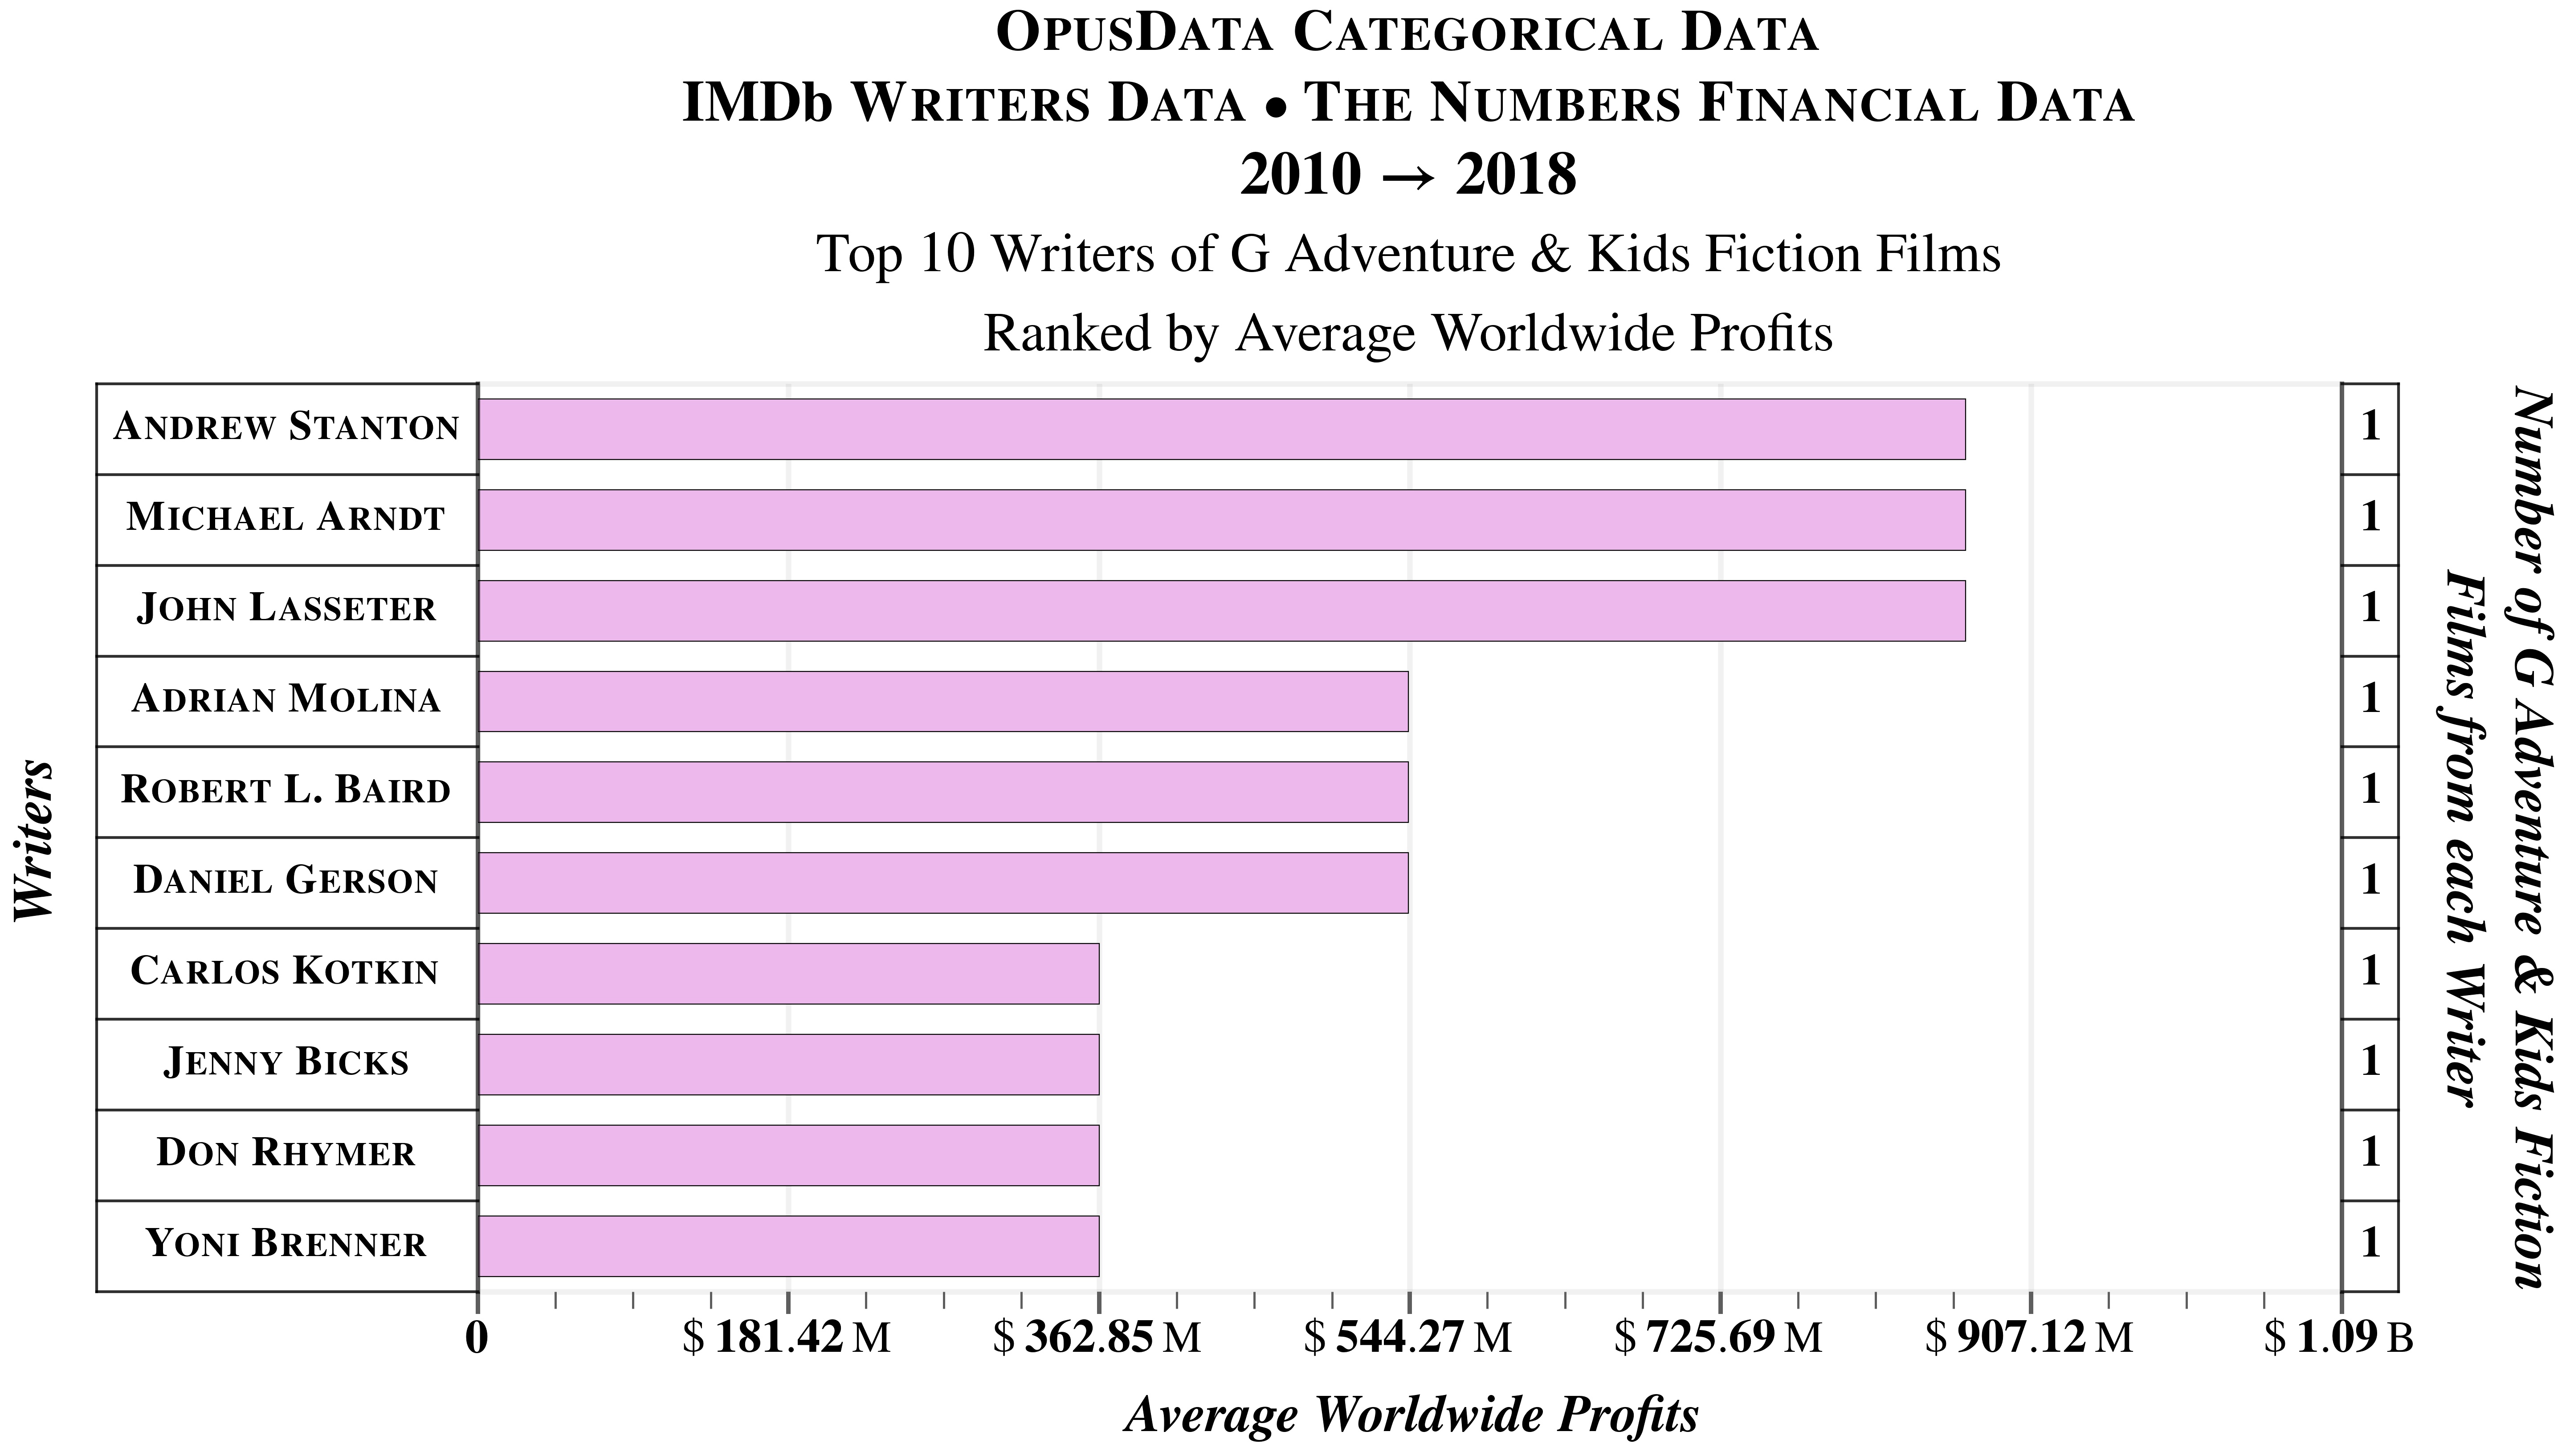 OpusData Categorical Data
IMDb Writers Data • The Numbers Financial Data
2010 → 2018
Top 10 Writers of G Adventure & Kids Fiction Films
Ranked by Average Worldwide Profits
Writers
Andrew Stanton 1
Michael Arndt 1
John Lasseter 1
Adrian Molina 1
Robert L. Baird 1
Daniel Gerson 1
Carlos Kotkin 1
Jenny Bicks 1
Don Rhymer 1
Yoni Brenner 1
Number of G Adventure & Kids Fiction
Films from each Writer
0 $ 181.42 M $ 362.85 M $ 544.27 M $ 725.69 M $ 907.12 M $ 1.09 B
Average Worldwide Profits